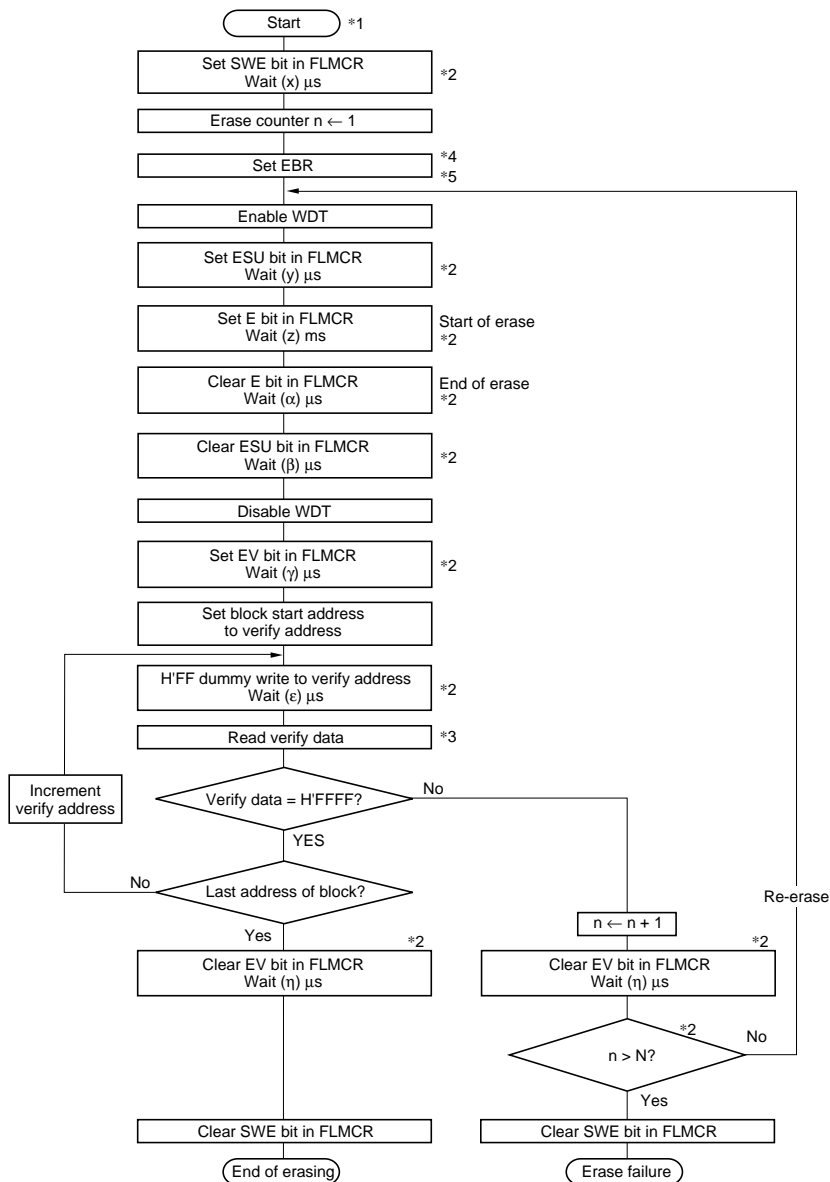 Start *1
Set SWE bit in FLMCR
Wait (x) μs
*2
Erase counter n ← 1
Set EBR
*4
*5
Enable WDT
Set ESU bit in FLMCR
Wait (y) μs
*2
Set E bit in FLMCR
Wait (z) ms
Start of erase
*2
Clear E bit in FLMCR
Wait (α) μs
End of erase
*2
Clear ESU bit in FLMCR
Wait (β) μs
*2
Disable WDT
Set EV bit in FLMCR
Wait (γ) μs
*2
Set block start address
to verify address
H'FF dummy write to verify address
Wait (ε) μs
*2
Read verify data
*3
Increment
verify address
Verify data = H'FFFF?
No
YES
Last address of block?
No
Yes
Re-erase
n ← n + 1
*2
Clear EV bit in FLMCR
Wait (η) μs
*2
Clear EV bit in FLMCR
Wait (η) μs
*2
n > N?
No
Yes
Clear SWE bit in FLMCR
Clear SWE bit in FLMCR
End of erasing
Erase failure